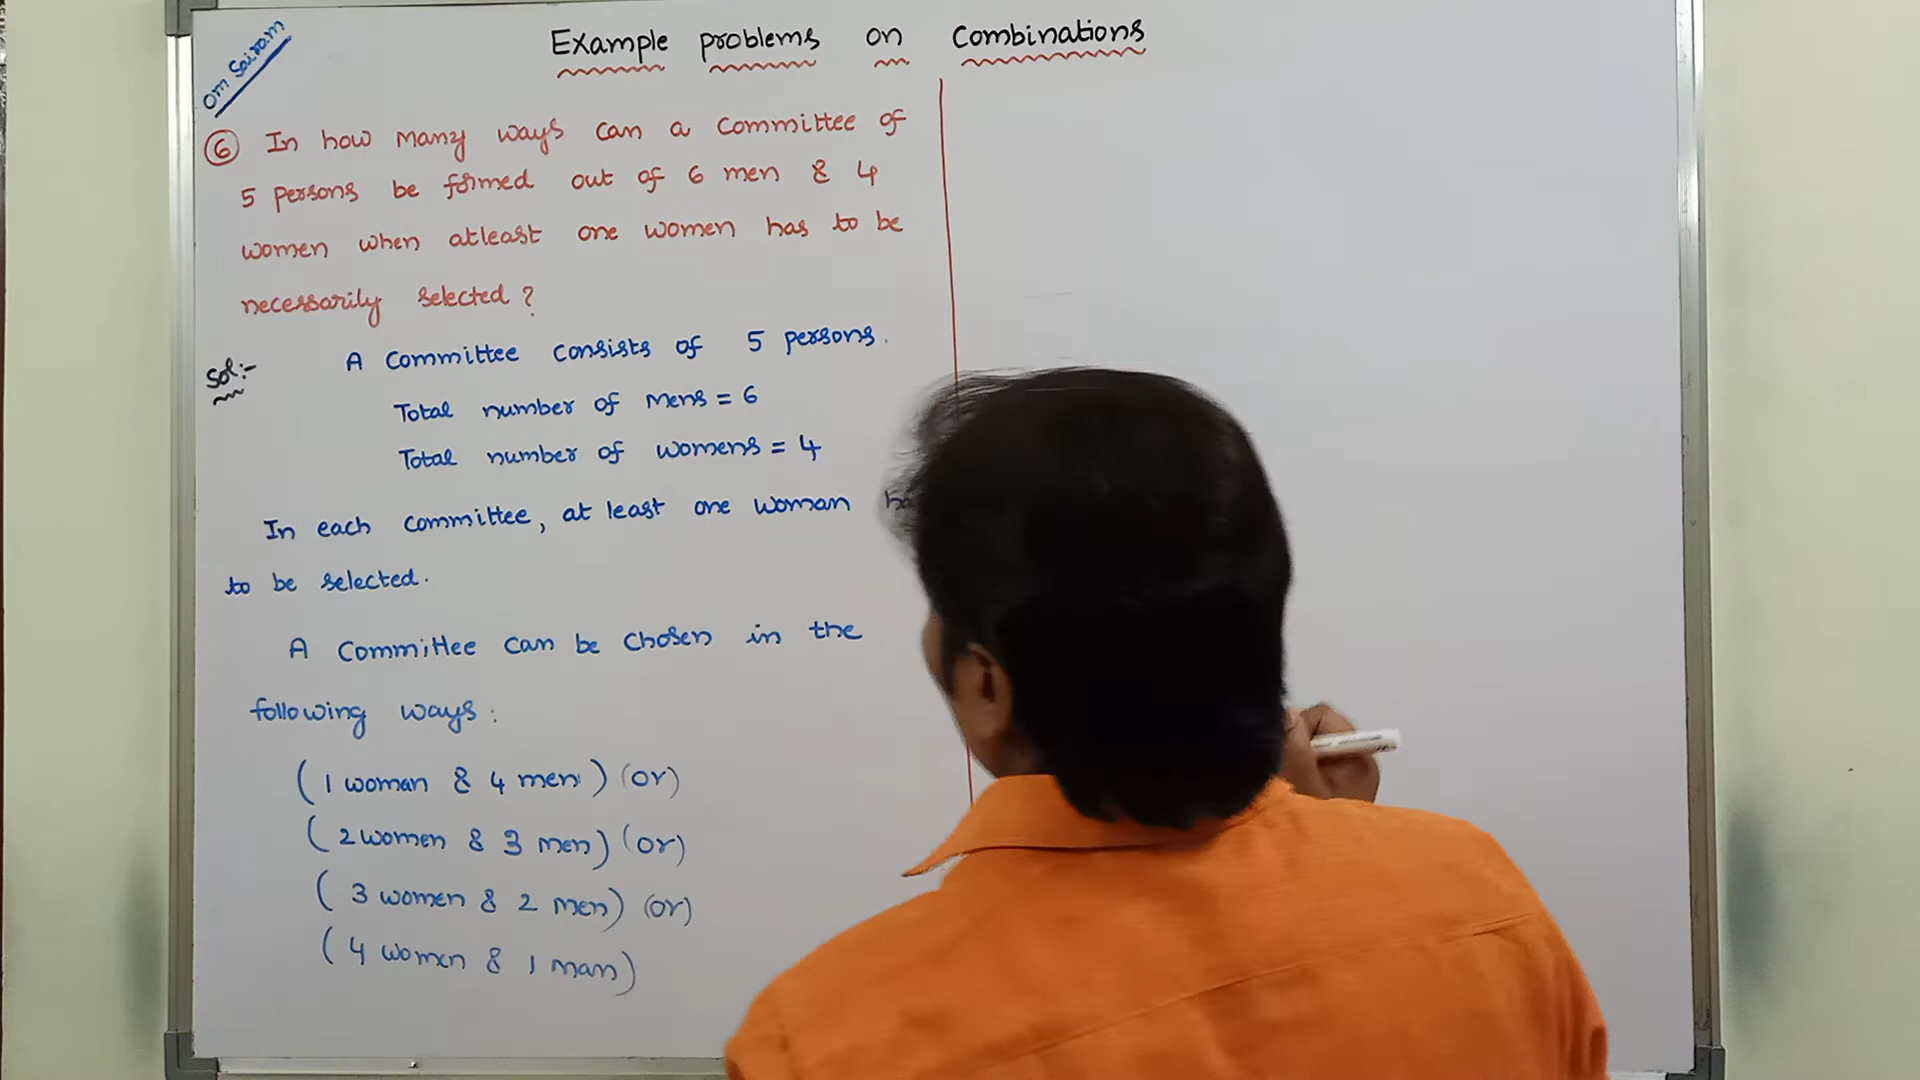 Om Sairam
Example problems on Combinations
6 In how many ways can a committee of
5 persons be formed out of 6 men & 4
women when atleast one women has to be
necessarily selected ?
Sol:- A committee consists of 5 persons.
Total number of mens = 6
Total number of womens = 4
In each committee, at least one woman
to be selected.
A committee can be chosen in the
following ways :
( 1 woman & 4 men ) (or)
( 2 women & 3 men ) (or)
( 3 women & 2 men ) (or)
( 4 women & 1 man )